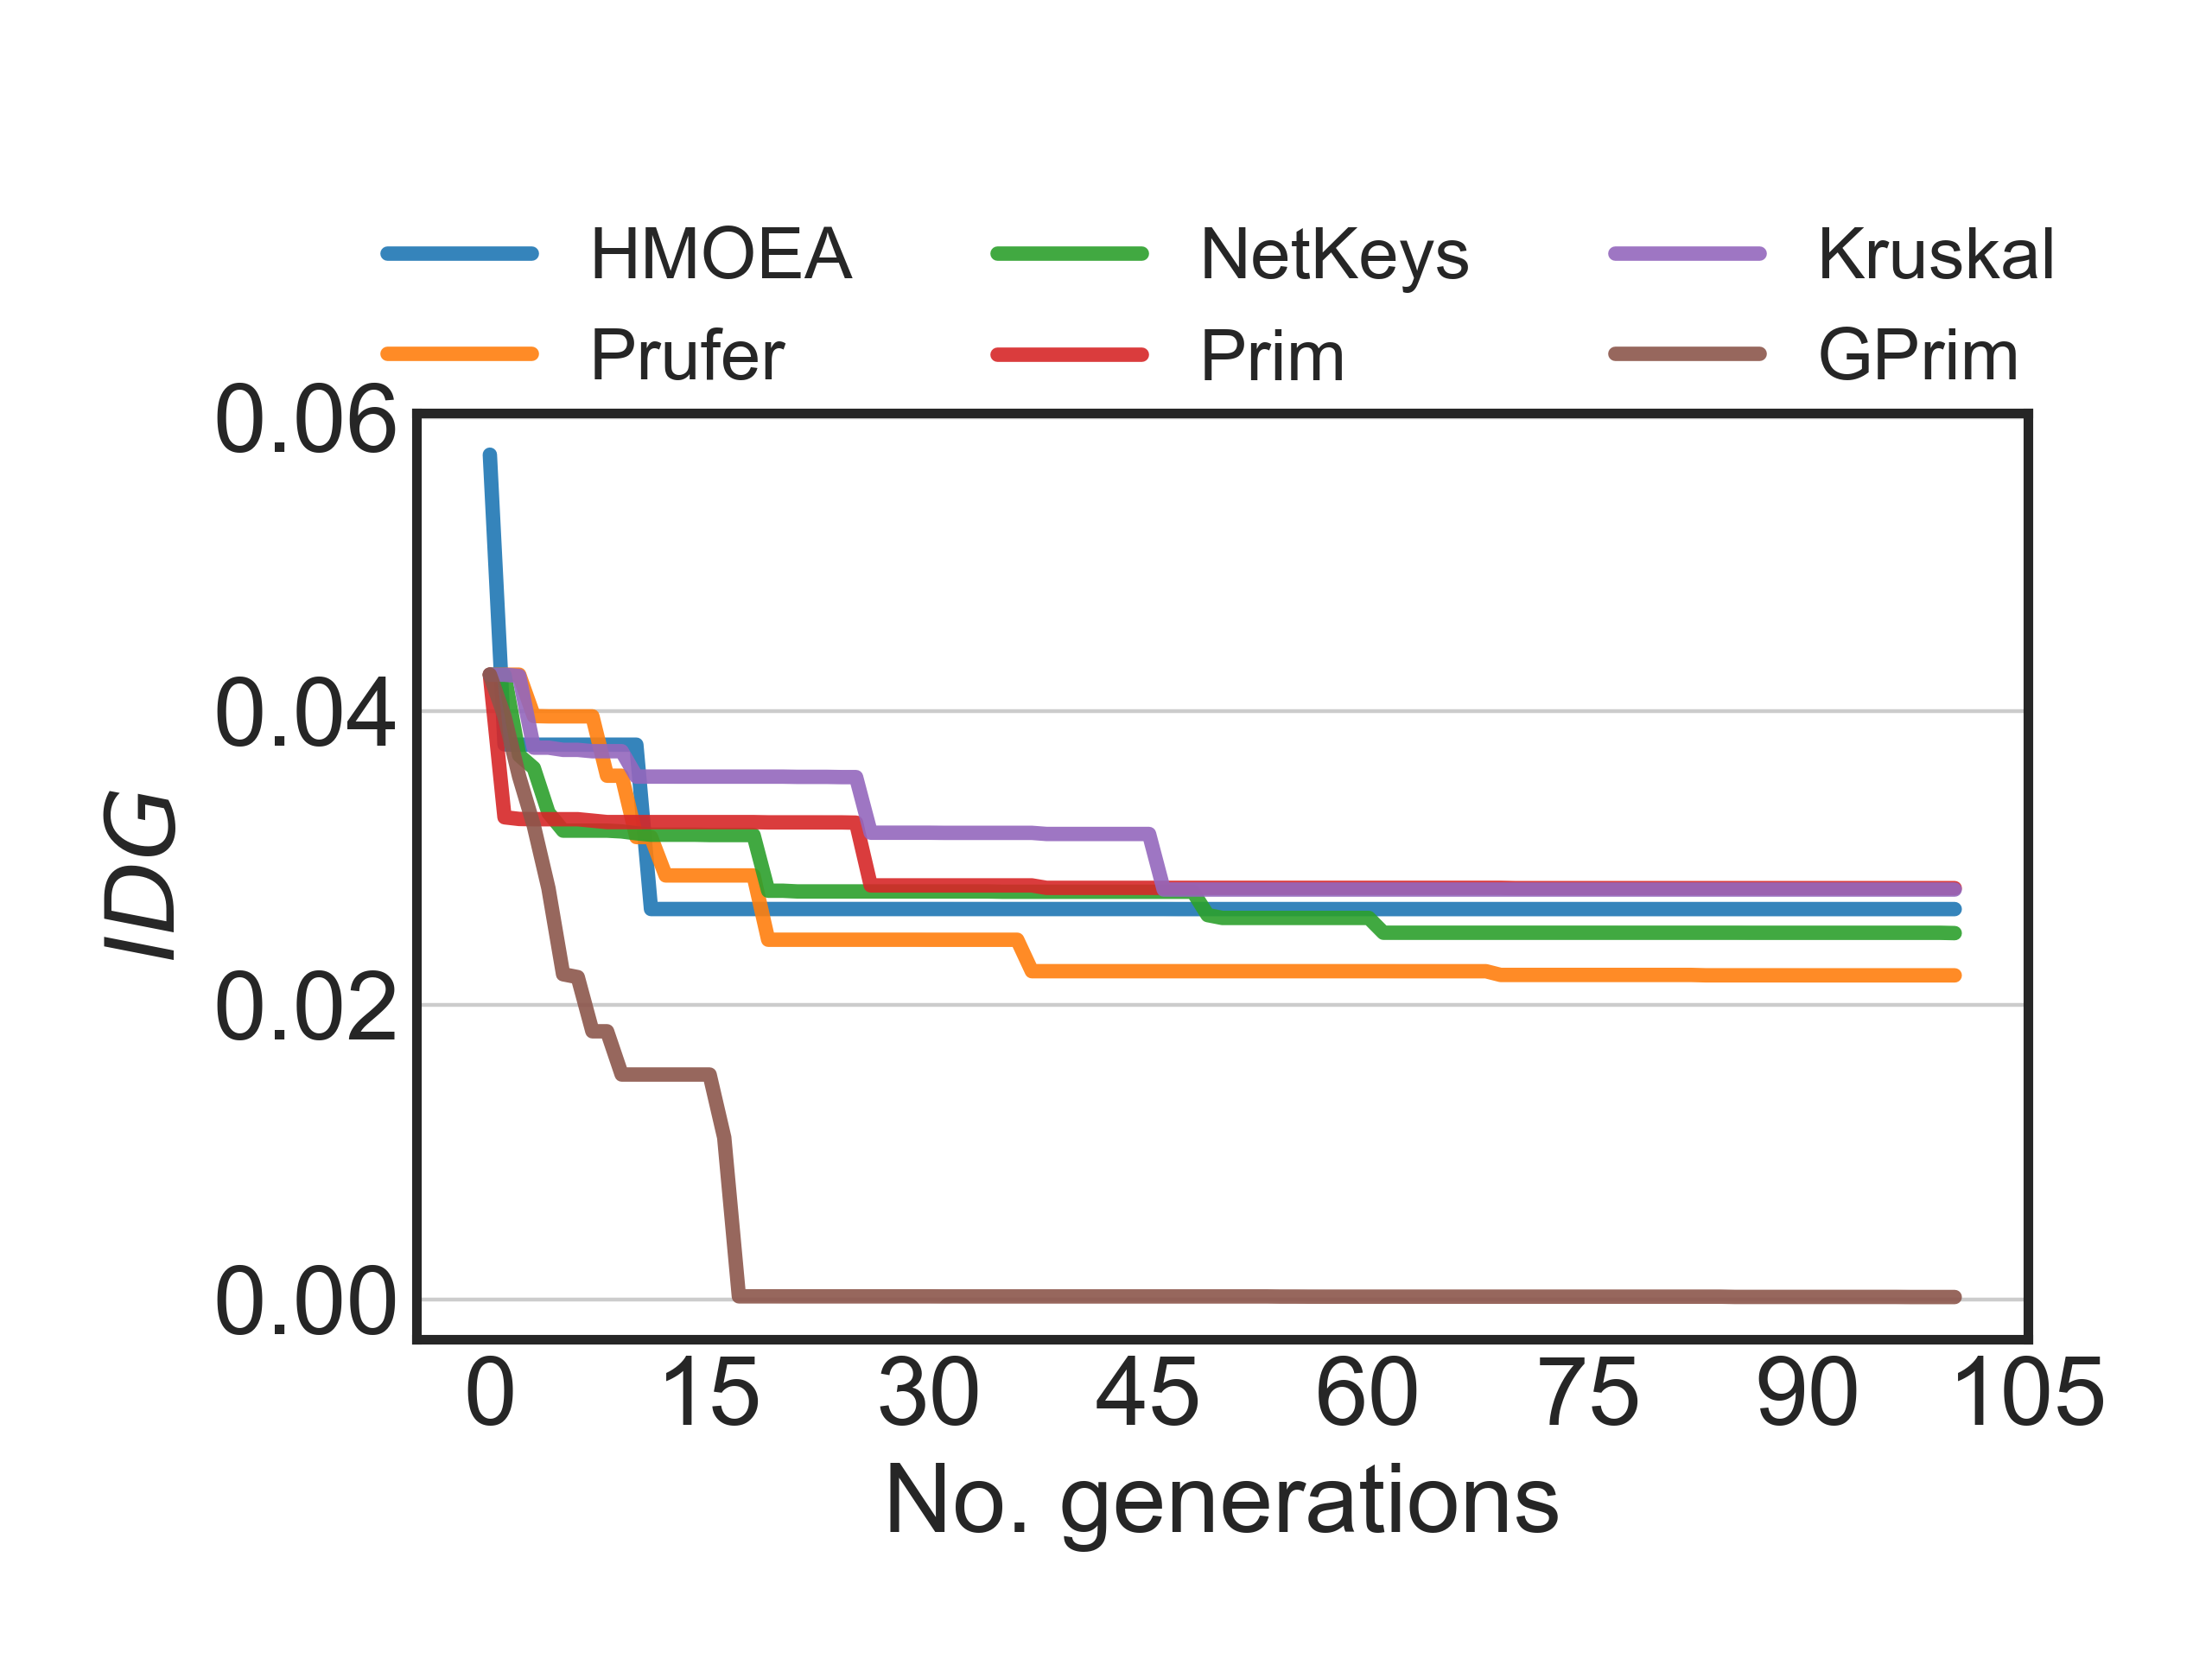 HMOEA NetKeys Kruskal
Prufer Prim GPrim
0.06
0.04
0.02
0.00
IDG
0 15 30 45 60 75 90 105
No. generations